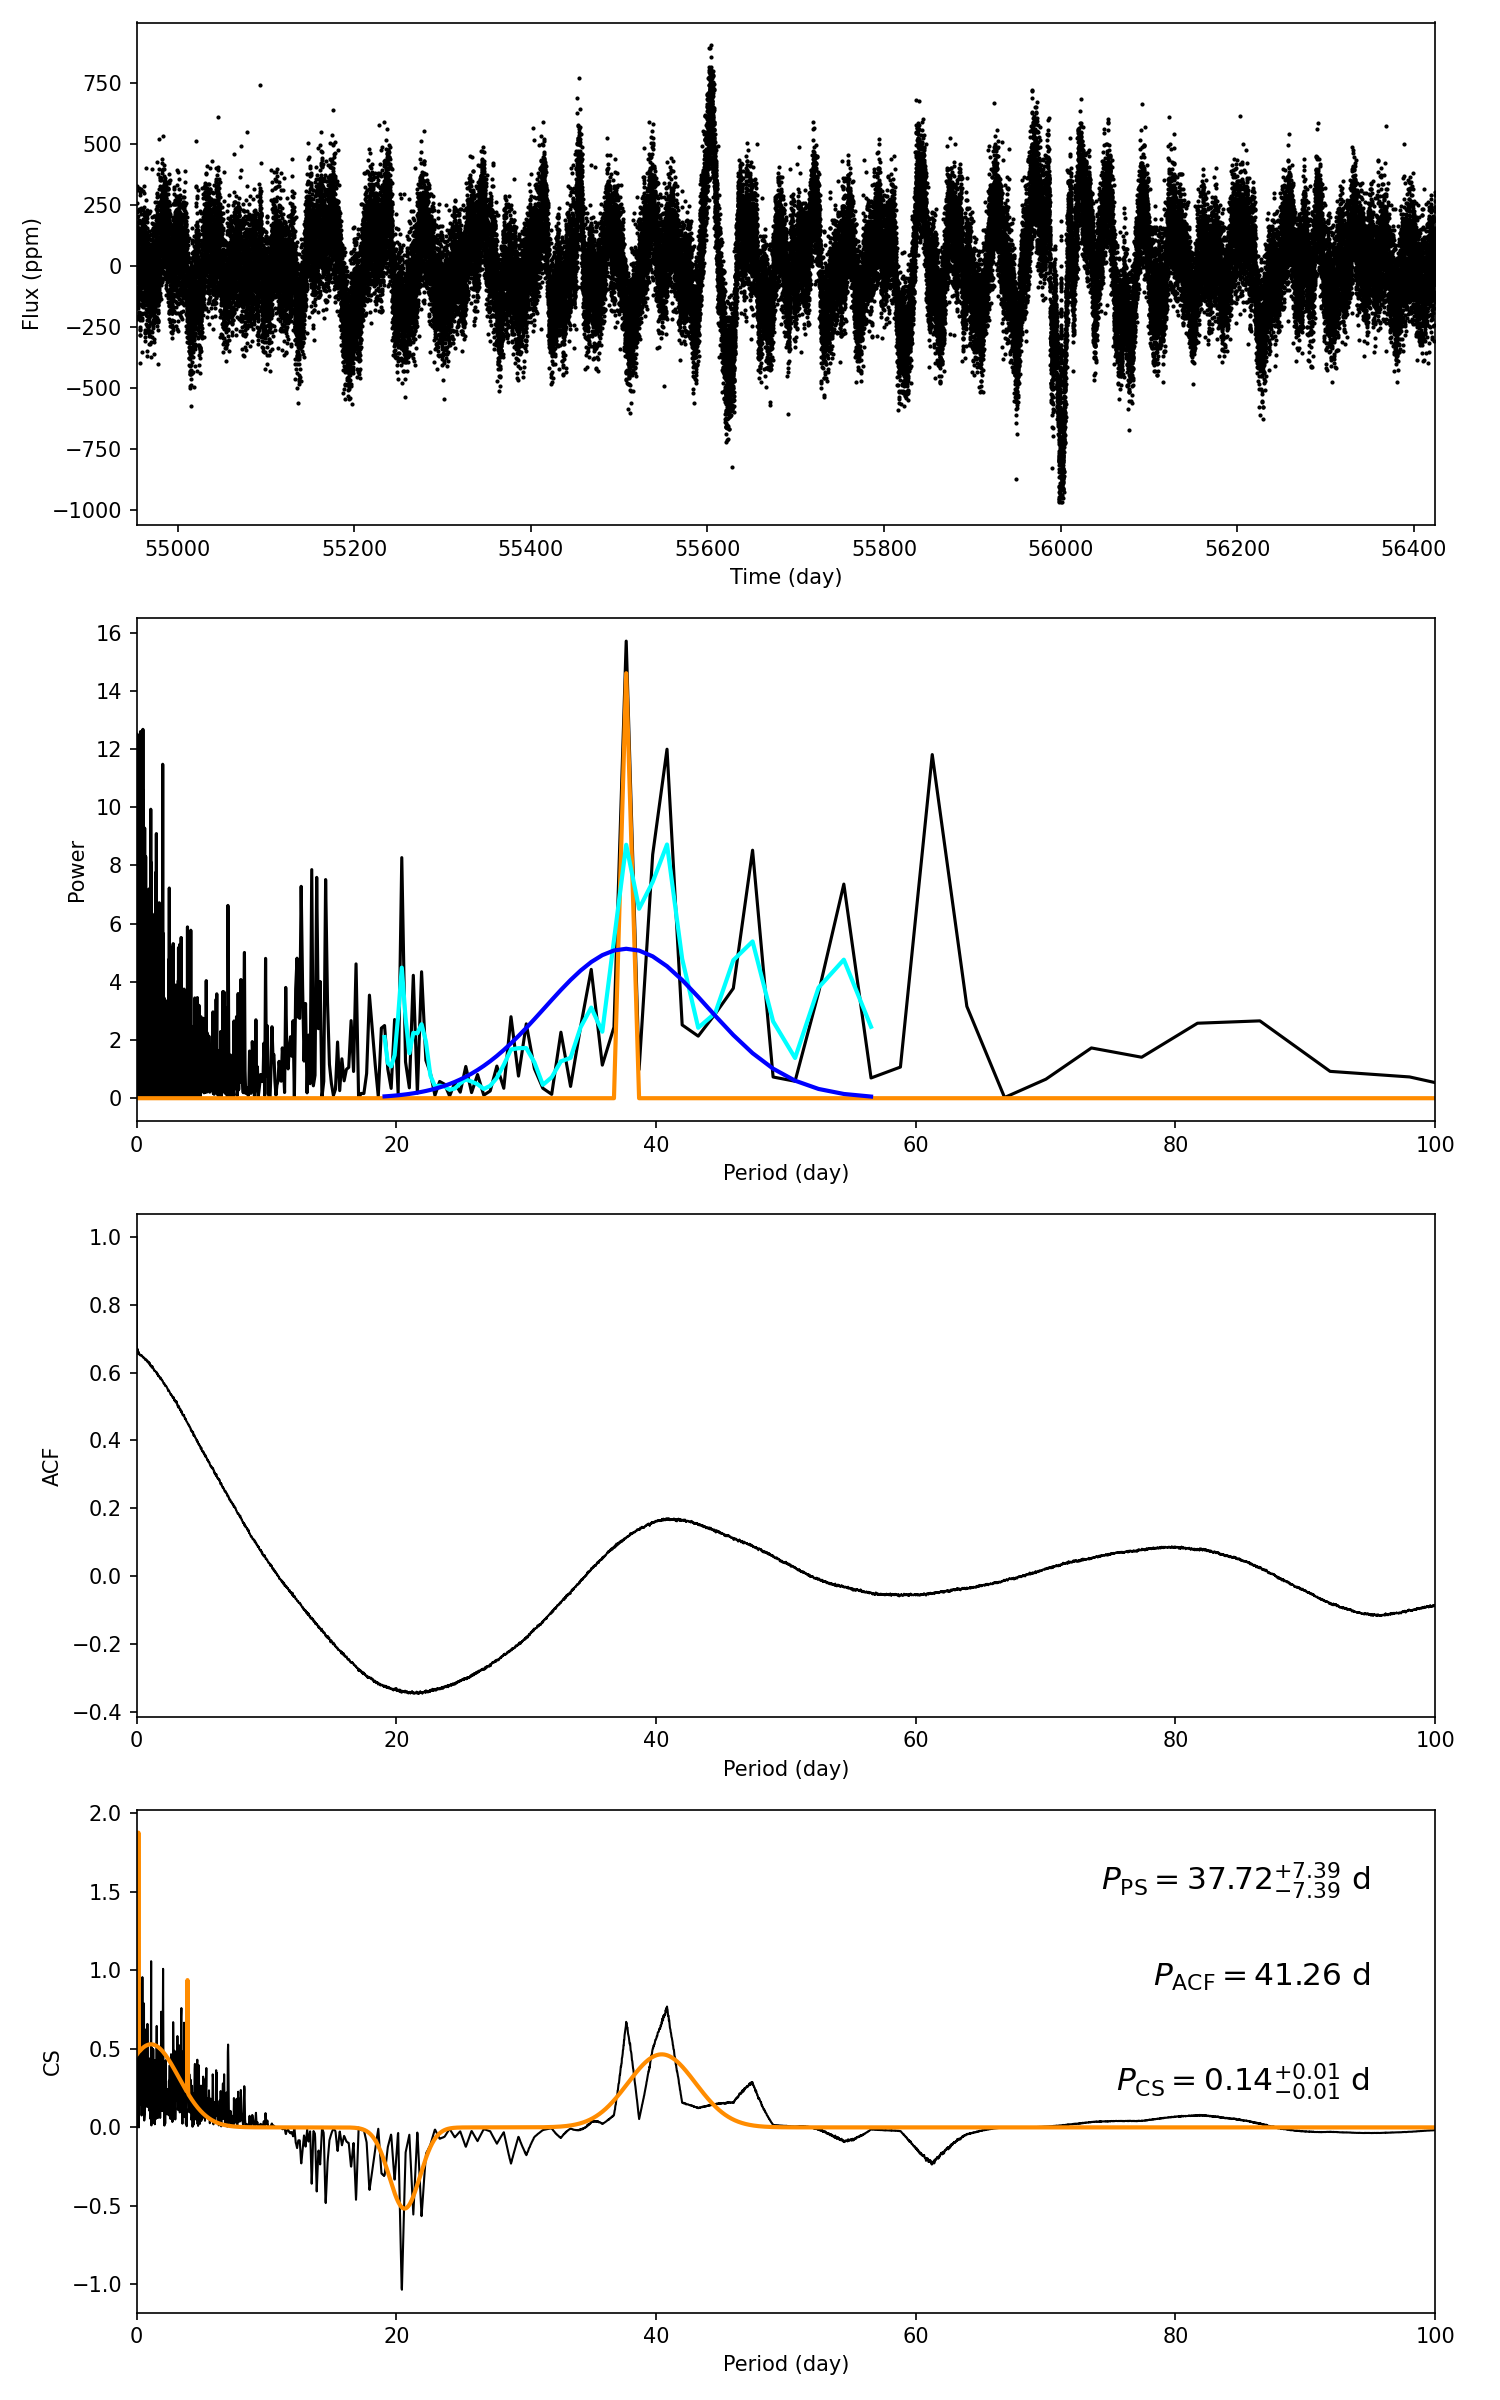 750
500
250
0
−250
−500
−750
−1000
Flux (ppm)
55000 55200 55400 55600 55800 56000 56200 56400
Time (day)
16
14
12
10
8
6
4
2
0
Power
0 20 40 60 80 100
Period (day)
1.0
0.8
0.6
0.4
0.2
0.0
−0.2
−0.4
ACF
0 20 40 60 80 100
Period (day)
2.0
1.5
1.0
0.5
0.0
−0.5
−1.0
CS
P_PS = 37.72^{+7.39}_{−7.39} d
P_ACF = 41.26 d
P_CS = 0.14^{+0.01}_{−0.01} d
0 20 40 60 80 100
Period (day)